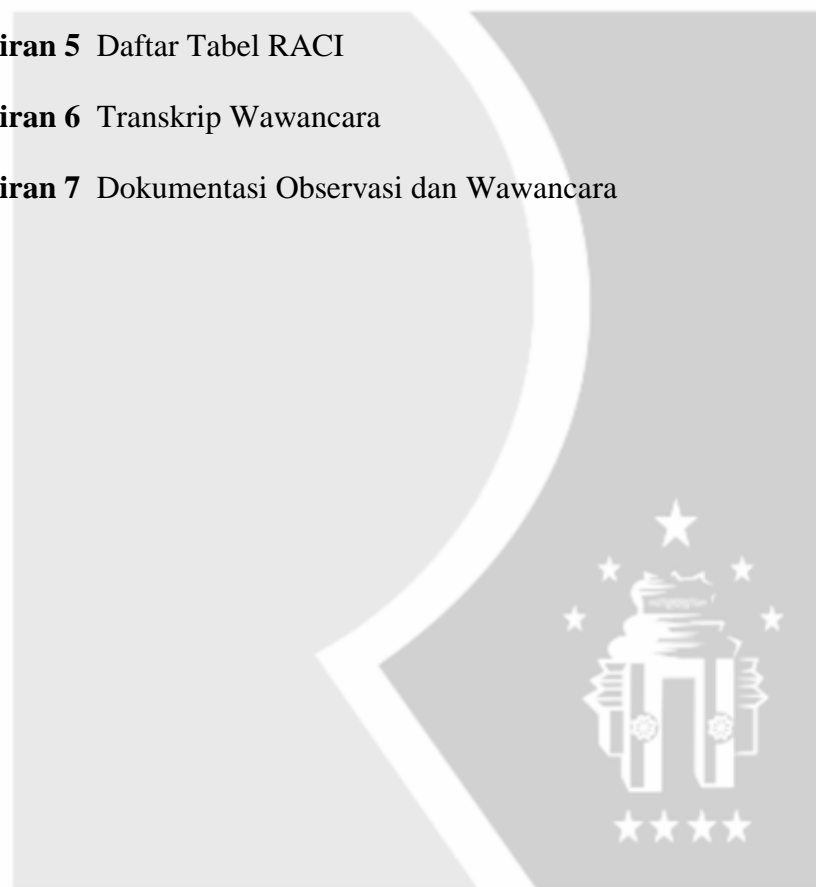 iran 5 Daftar Tabel RACI
iran 6 Transkrip Wawancara
iran 7 Dokumentasi Observasi dan Wawancara